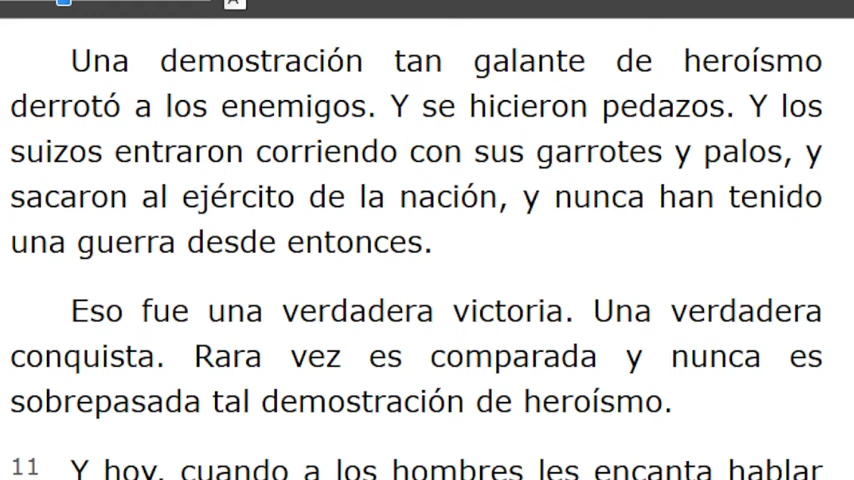 Una demostración tan galante de heroísmo
derrotó a los enemigos. Y se hicieron pedazos. Y los
suizos entraron corriendo con sus garrotes y palos, y
sacaron al ejército de la nación, y nunca han tenido
una guerra desde entonces.
Eso fue una verdadera victoria. Una verdadera
conquista. Rara vez es comparada y nunca es
sobrepasada tal demostración de heroísmo.
11 Y hoy, cuando a los hombres les encanta hablar